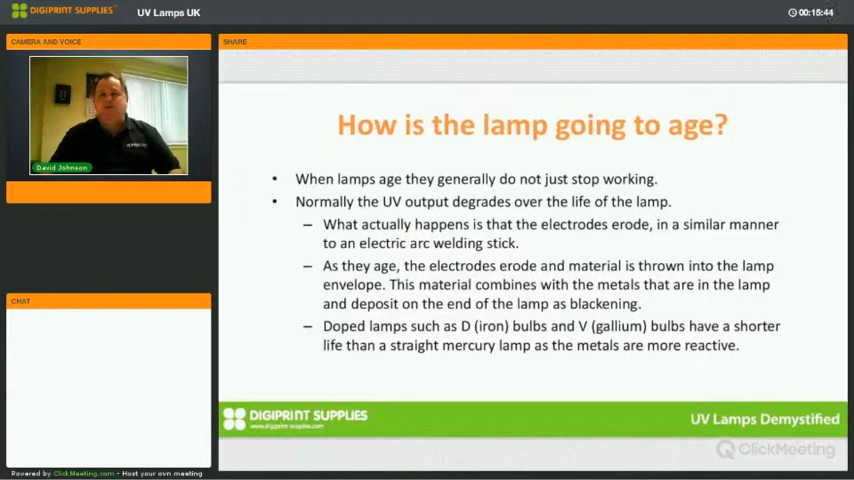 DIGIPRINT SUPPLIES™
UV Lamps UK
00:15:44
CAMERA AND VOICE
David Johnson
CHAT
Powered by ClickMeeting.com - Host your own meeting
SHARE
How is the lamp going to age?
• When lamps age they generally do not just stop working.
• Normally the UV output degrades over the life of the lamp.
– What actually happens is that the electrodes erode, in a similar manner
to an electric arc welding stick.
– As they age, the electrodes erode and material is thrown into the lamp
envelope. This material combines with the metals that are in the lamp
and deposit on the end of the lamp as blackening.
– Doped lamps such as D (iron) bulbs and V (gallium) bulbs have a shorter
life than a straight mercury lamp as the metals are more reactive.
DIGIPRINT SUPPLIES
www.digiprint-supplies.com
UV Lamps Demystified
ClickMeeting